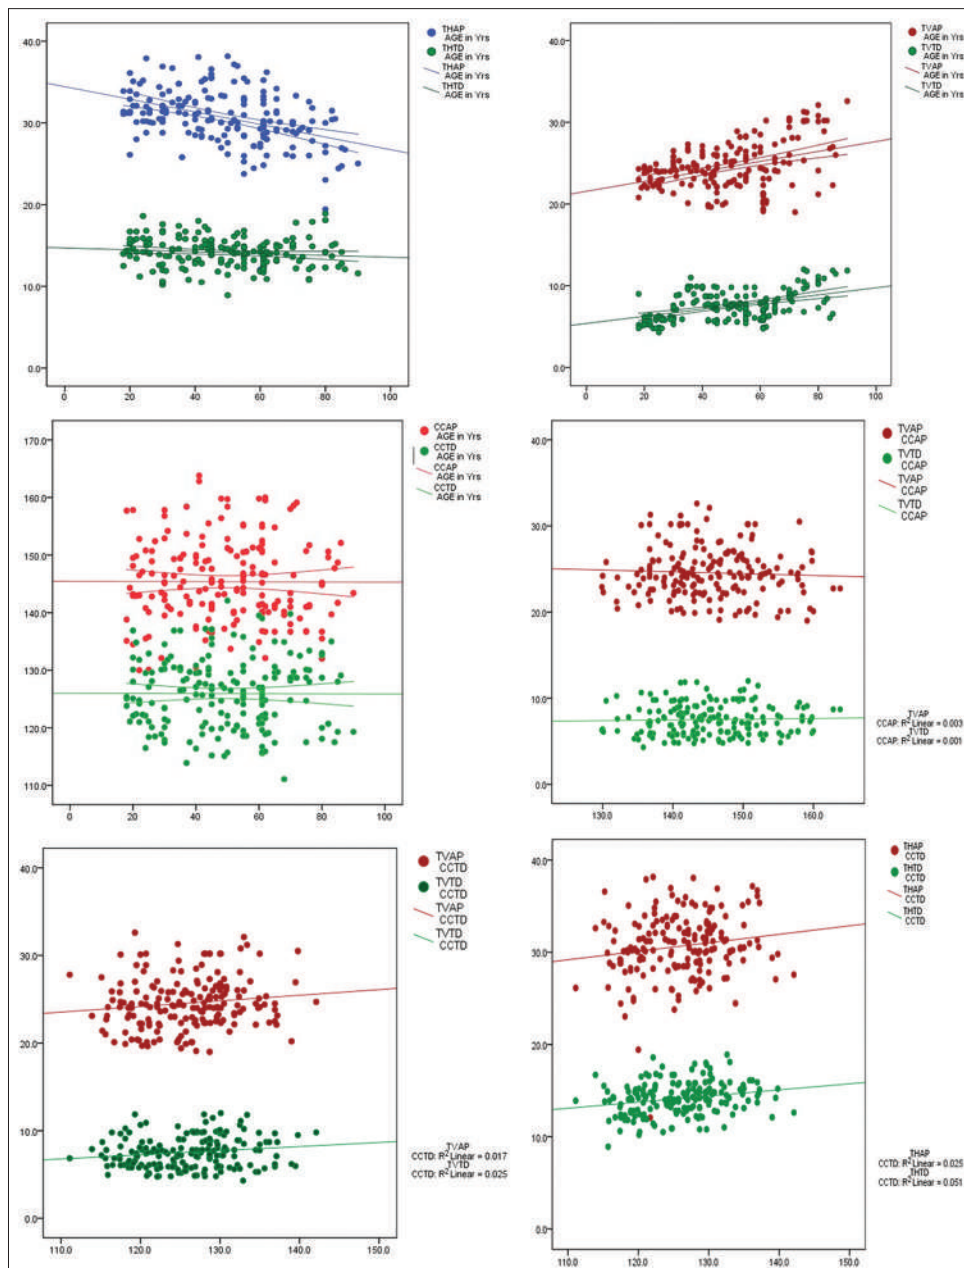 THAP
AGE in Yrs
THTD
AGE in Yrs
THAP
AGE in Yrs
THTD
AGE in Yrs
40.0
30.0
20.0
10.0
0.0
0 20 40 60 80 100
TVAP
AGE in Yrs
TVTD
AGE in Yrs
TVAP
AGE in Yrs
TVTD
AGE in Yrs
40.0
30.0
20.0
10.0
0.0
0 20 40 60 80 100
CCAP
AGE in Yrs
CCTD
AGE in Yrs
CCAP
AGE in Yrs
CCTD
AGE in Yrs
170.0
160.0
150.0
140.0
130.0
120.0
110.0
0 20 40 60 80 100
TVAP
CCAP
TVTD
CCAP
TVAP
CCAP
TVTD
CCAP
40.0
30.0
20.0
10.0
0.0
130.0 140.0 150.0 160.0
TVAP
CCAP: R² Linear = 0.003
TVTD
CCAP: R² Linear = 0.001
TVAP
CCTD
TVTD
CCTD
TVAP
CCTD
TVTD
CCTD
40.0
30.0
20.0
10.0
0.0
110.0 120.0 130.0 140.0 150.0
TVAP
CCTD: R² Linear = 0.017
TVTD
CCTD: R² Linear = 0.025
THAP
CCTD
THTD
CCTD
THAP
CCTD
THTD
CCTD
40.0
30.0
20.0
10.0
0.0
110.0 120.0 130.0 140.0 150.0
THAP
CCTD: R² Linear = 0.025
THTD
CCTD: R² Linear = 0.051